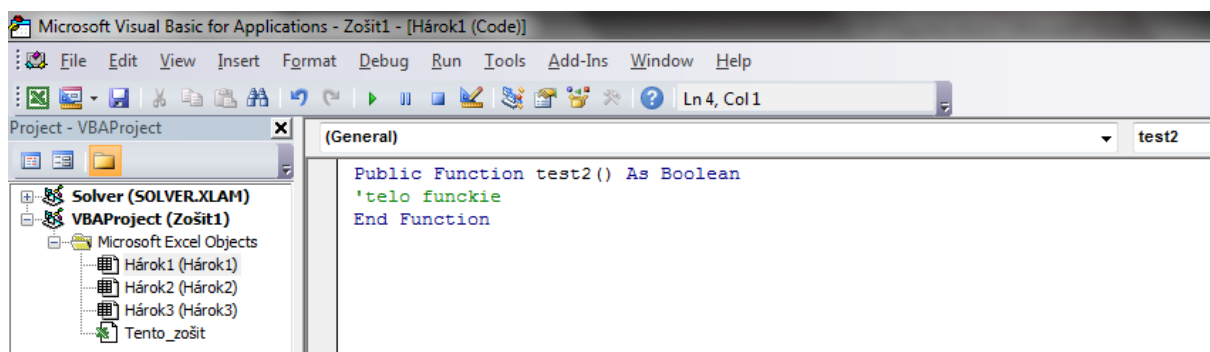 Microsoft Visual Basic for Applications - Zošit1 - [Hárok1 (Code)]
File Edit View Insert Format Debug Run Tools Add-Ins Window Help
Ln 4, Col 1
Project - VBAProject
(General) test2
Solver (SOLVER.XLAM)
VBAProject (Zošit1)
Microsoft Excel Objects
Hárok1 (Hárok1)
Hárok2 (Hárok2)
Hárok3 (Hárok3)
Tento_zošit
Public Function test2() As Boolean
'telo funckie
End Function